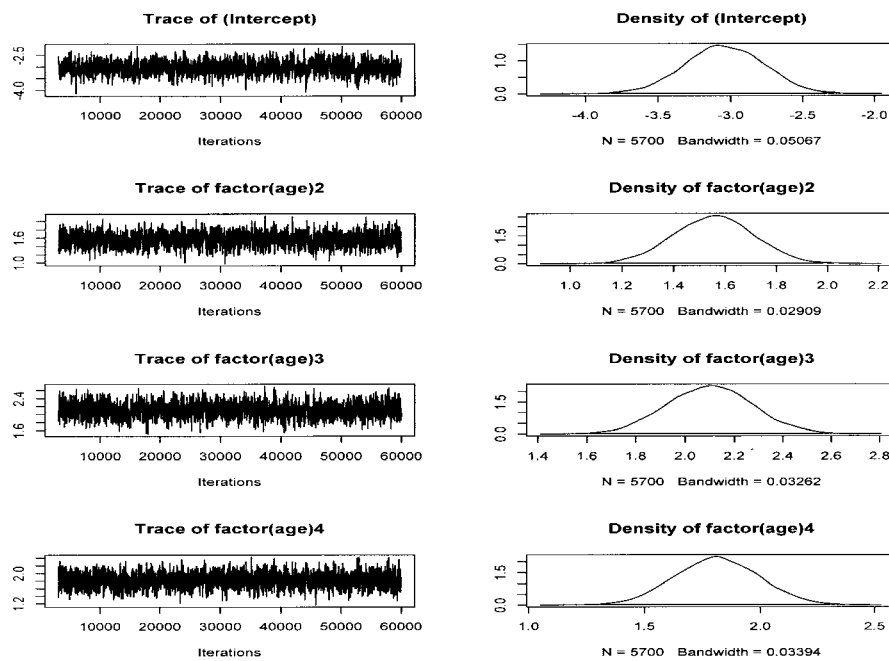 Trace of (Intercept)
-2.5
-4.0
10000 20000 30000 40000 50000 60000
Iterations
Density of (Intercept)
1.0
0.0
-4.0 -3.5 -3.0 -2.5 -2.0
N = 5700 Bandwidth = 0.05067
Trace of factor(age)2
1.6
1.0
10000 20000 30000 40000 50000 60000
Iterations
Density of factor(age)2
1.5
0.0
1.0 1.2 1.4 1.6 1.8 2.0 2.2
N = 5700 Bandwidth = 0.02909
Trace of factor(age)3
2.4
1.6
10000 20000 30000 40000 50000 60000
Iterations
Density of factor(age)3
1.5
0.0
1.4 1.6 1.8 2.0 2.2 2.4 2.6 2.8
N = 5700 Bandwidth = 0.03262
Trace of factor(age)4
2.0
1.2
10000 20000 30000 40000 50000 60000
Iterations
Density of factor(age)4
1.5
0.0
1.0 1.5 2.0 2.5
N = 5700 Bandwidth = 0.03394